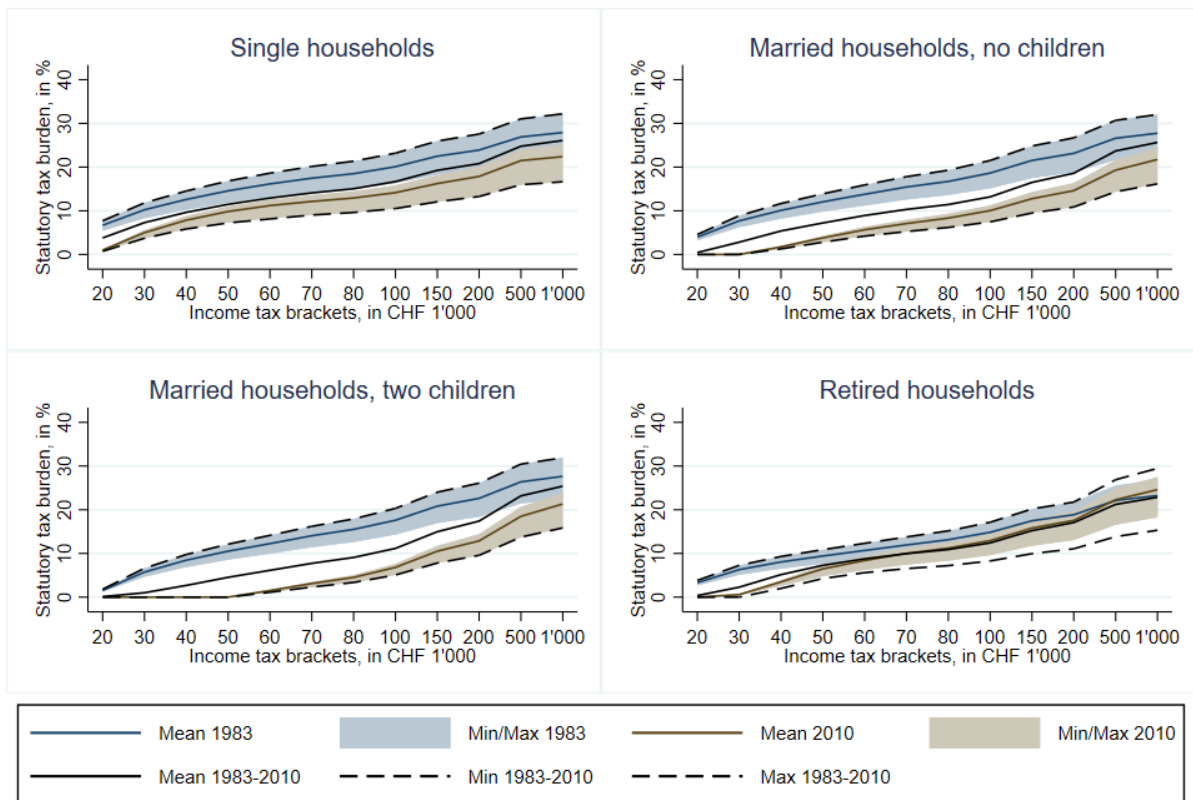 Single households
Statutory tax burden, in %
0 10 20 30 40
20 30 40 50 60 70 80 100 150 200 500 1'000
Income tax brackets, in CHF 1'000
Married households, no children
Statutory tax burden, in %
0 10 20 30 40
20 30 40 50 60 70 80 100 150 200 500 1'000
Income tax brackets, in CHF 1'000
Married households, two children
Statutory tax burden, in %
0 10 20 30 40
20 30 40 50 60 70 80 100 150 200 500 1'000
Income tax brackets, in CHF 1'000
Retired households
Statutory tax burden, in %
0 10 20 30 40
20 30 40 50 60 70 80 100 150 200 500 1'000
Income tax brackets, in CHF 1'000
Mean 1983 Min/Max 1983 Mean 2010 Min/Max 2010
Mean 1983-2010 Min 1983-2010 Max 1983-2010